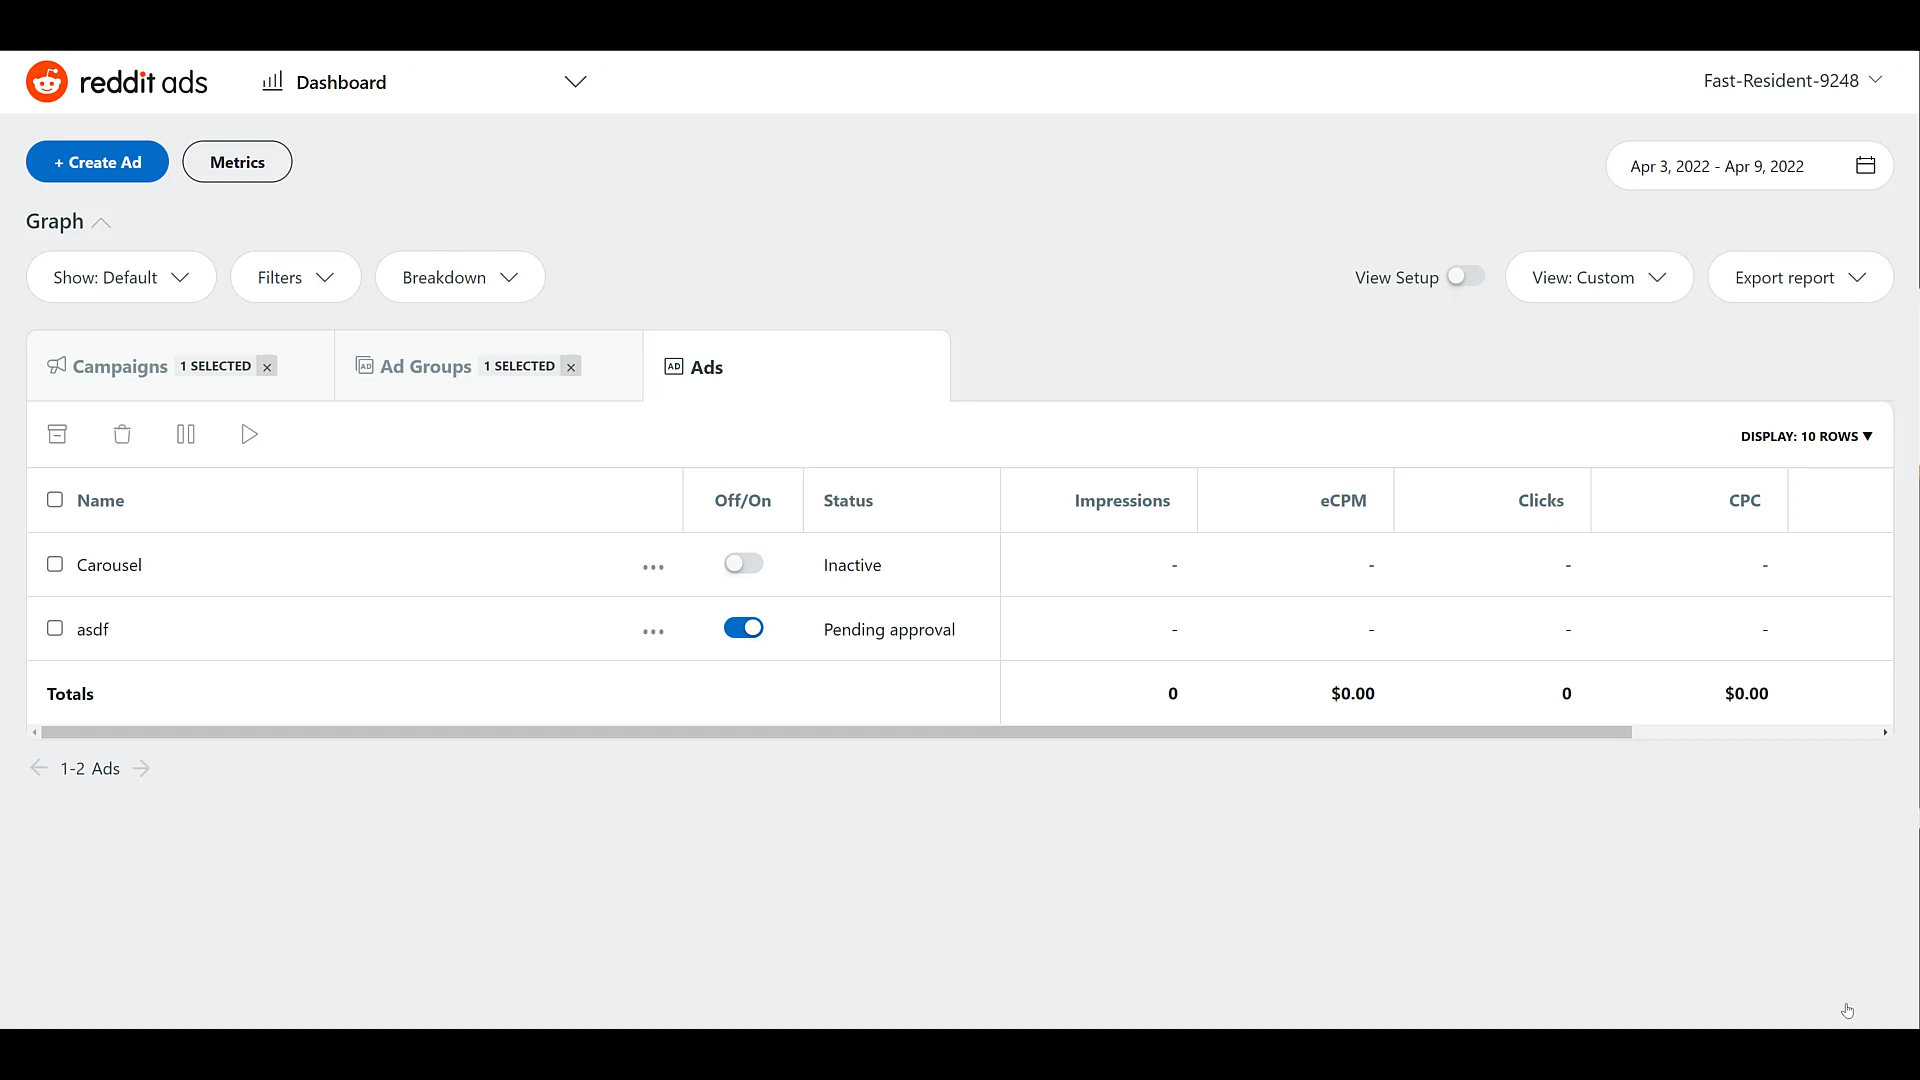 reddit ads Dashboard Fast-Resident-9248
+ Create Ad Metrics Apr 3, 2022 - Apr 9, 2022
Graph
Show: Default Filters Breakdown View Setup View: Custom Export report
Campaigns 1 SELECTED × AD Ad Groups 1 SELECTED × AD Ads
DISPLAY: 10 ROWS ▼
Name Off/On Status Impressions eCPM Clicks CPC
Carousel ... Inactive - - - -
asdf ... Pending approval - - - -
Totals 0 $0.00 0 $0.00
1-2 Ads